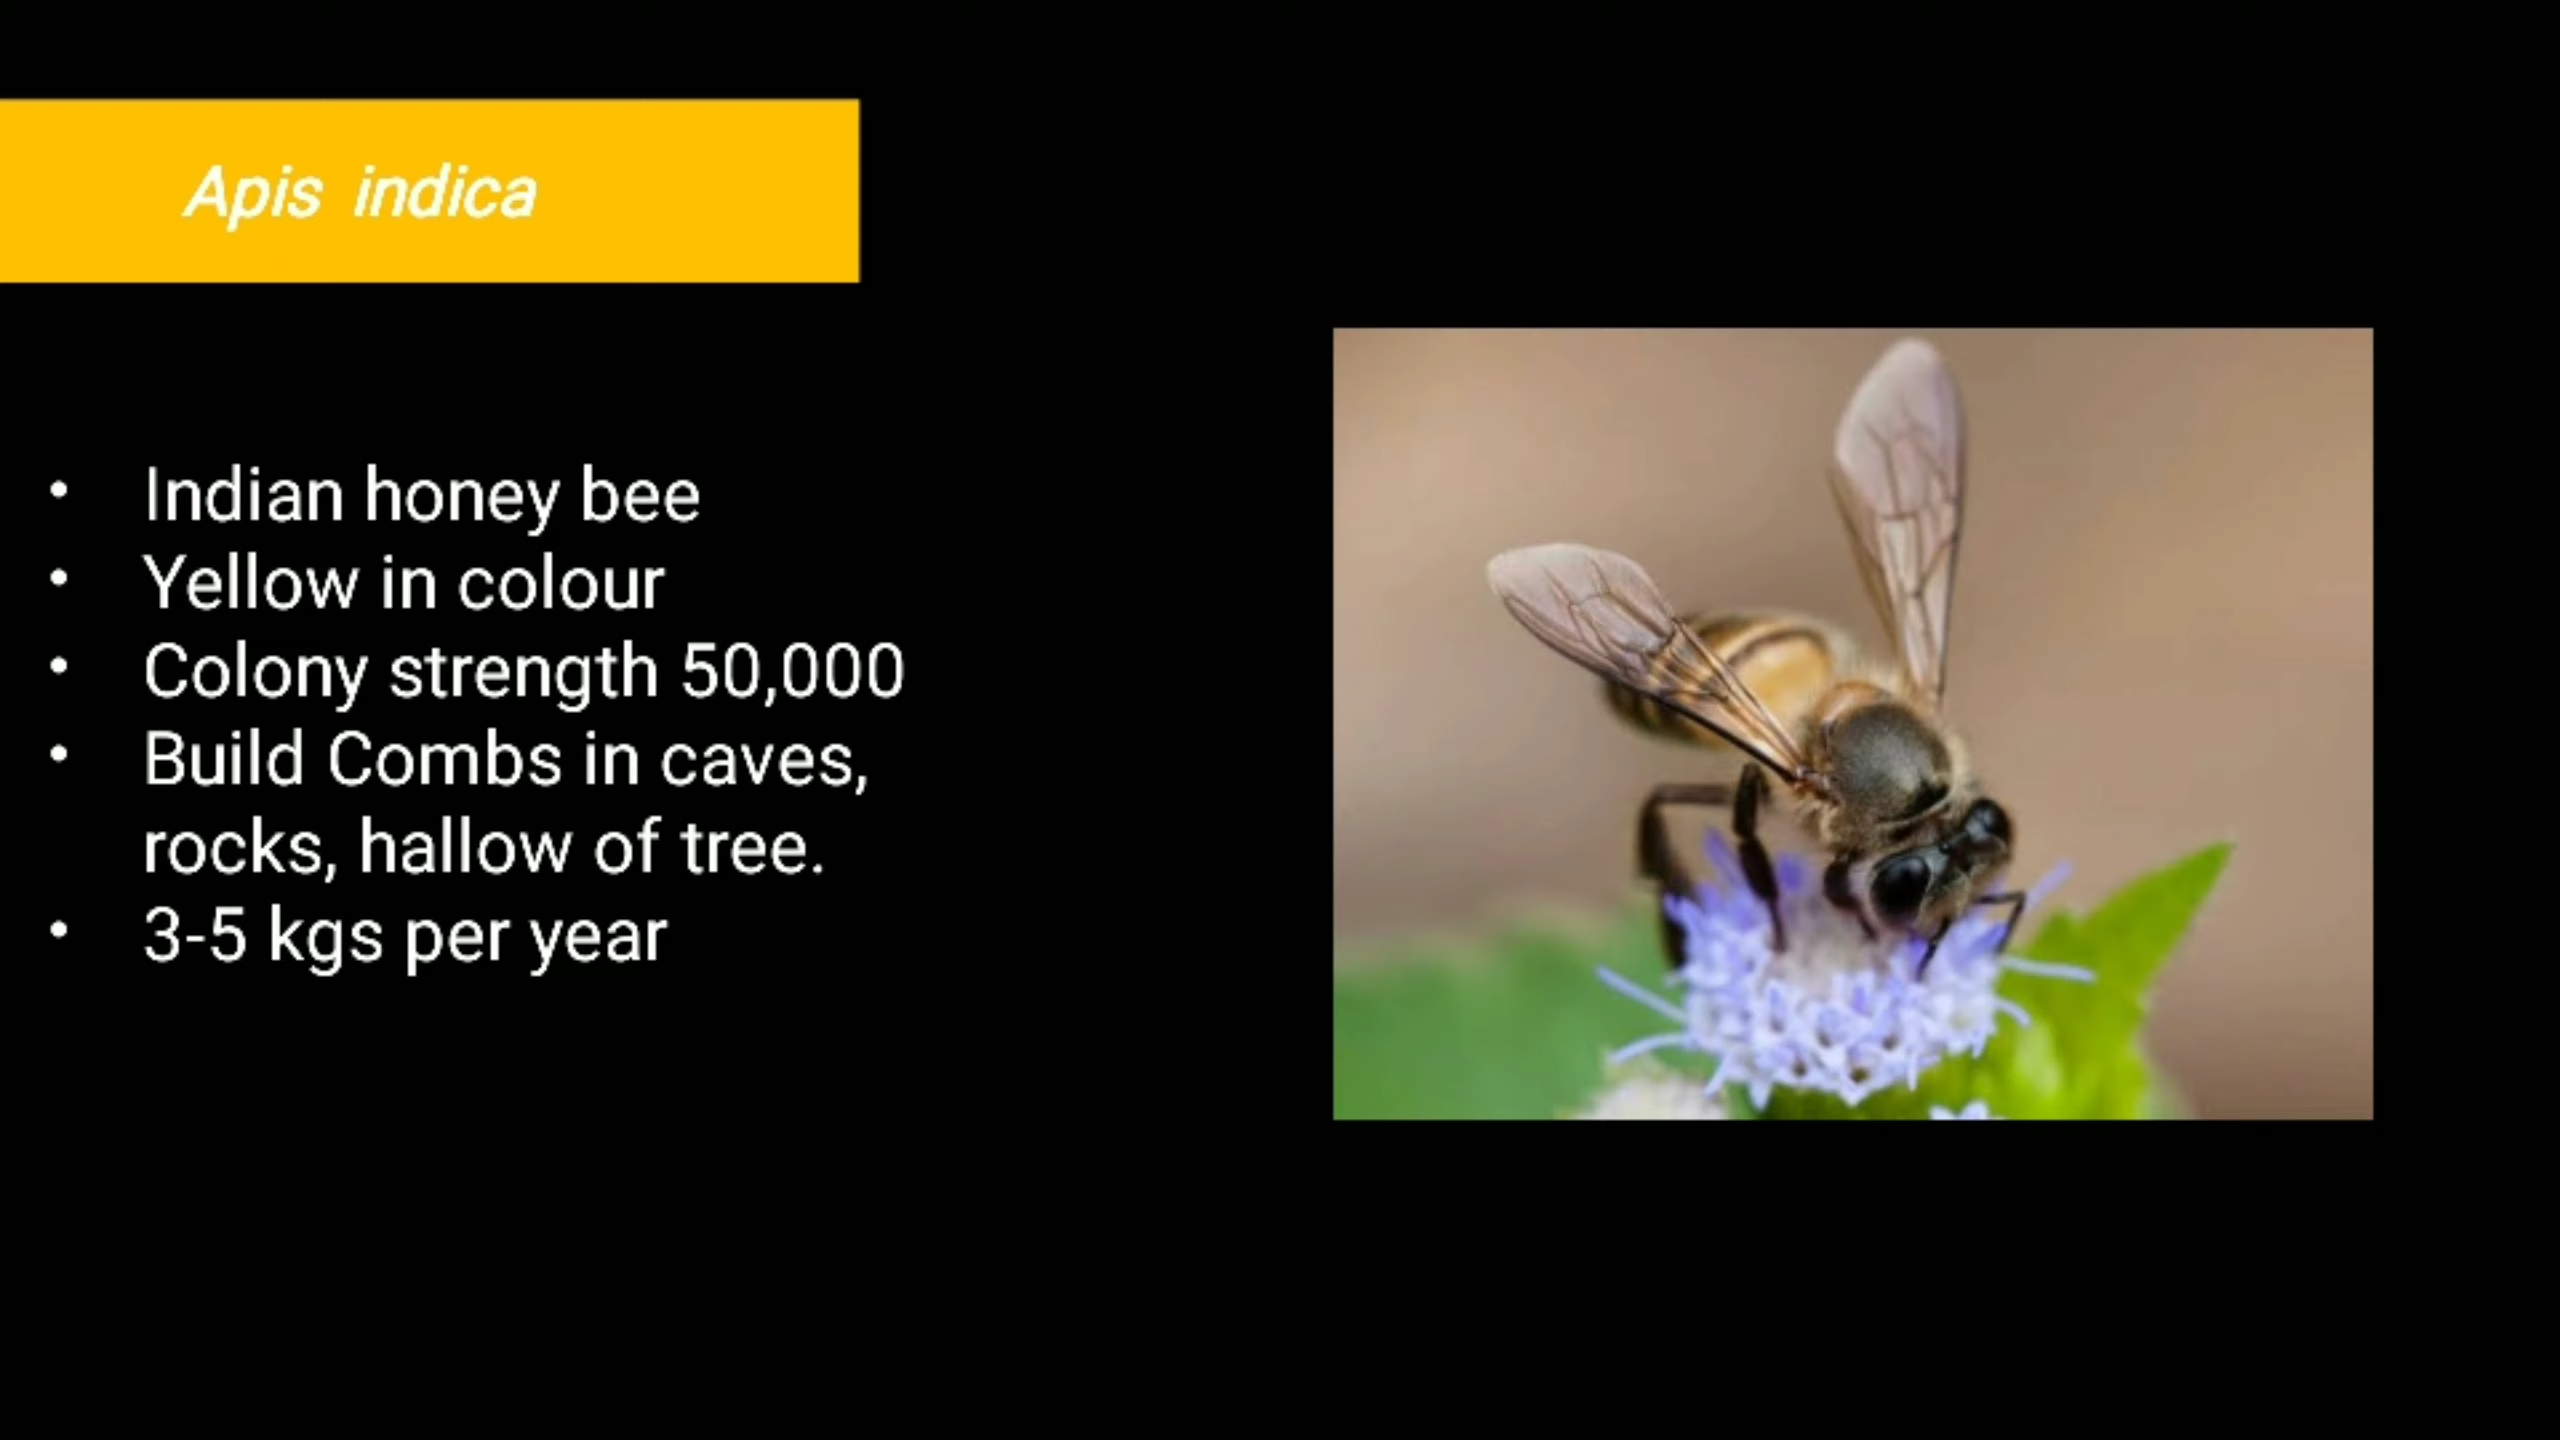 Apis indica
• Indian honey bee
• Yellow in colour
• Colony strength 50,000
• Build Combs in caves,
rocks, hallow of tree.
• 3-5 kgs per year